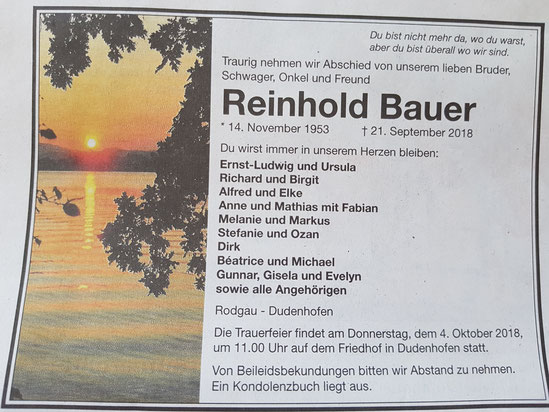 Du bist nicht mehr da, wo du warst,
aber du bist überall wo wir sind.
Traurig nehmen wir Abschied von unserem lieben Bruder,
Schwager, Onkel und Freund
Reinhold Bauer
* 14. November 1953 † 21. September 2018
Du wirst immer in unserem Herzen bleiben:
Ernst-Ludwig und Ursula
Richard und Birgit
Alfred und Elke
Anne und Mathias mit Fabian
Melanie und Markus
Stefanie und Ozan
Dirk
Béatrice und Michael
Gunnar, Gisela und Evelyn
sowie alle Angehörigen
Rodgau - Dudenhofen
Die Trauerfeier findet am Donnerstag, dem 4. Oktober 2018,
um 11.00 Uhr auf dem Friedhof in Dudenhofen statt.
Von Beileidsbekundungen bitten wir Abstand zu nehmen.
Ein Kondolenzbuch liegt aus.